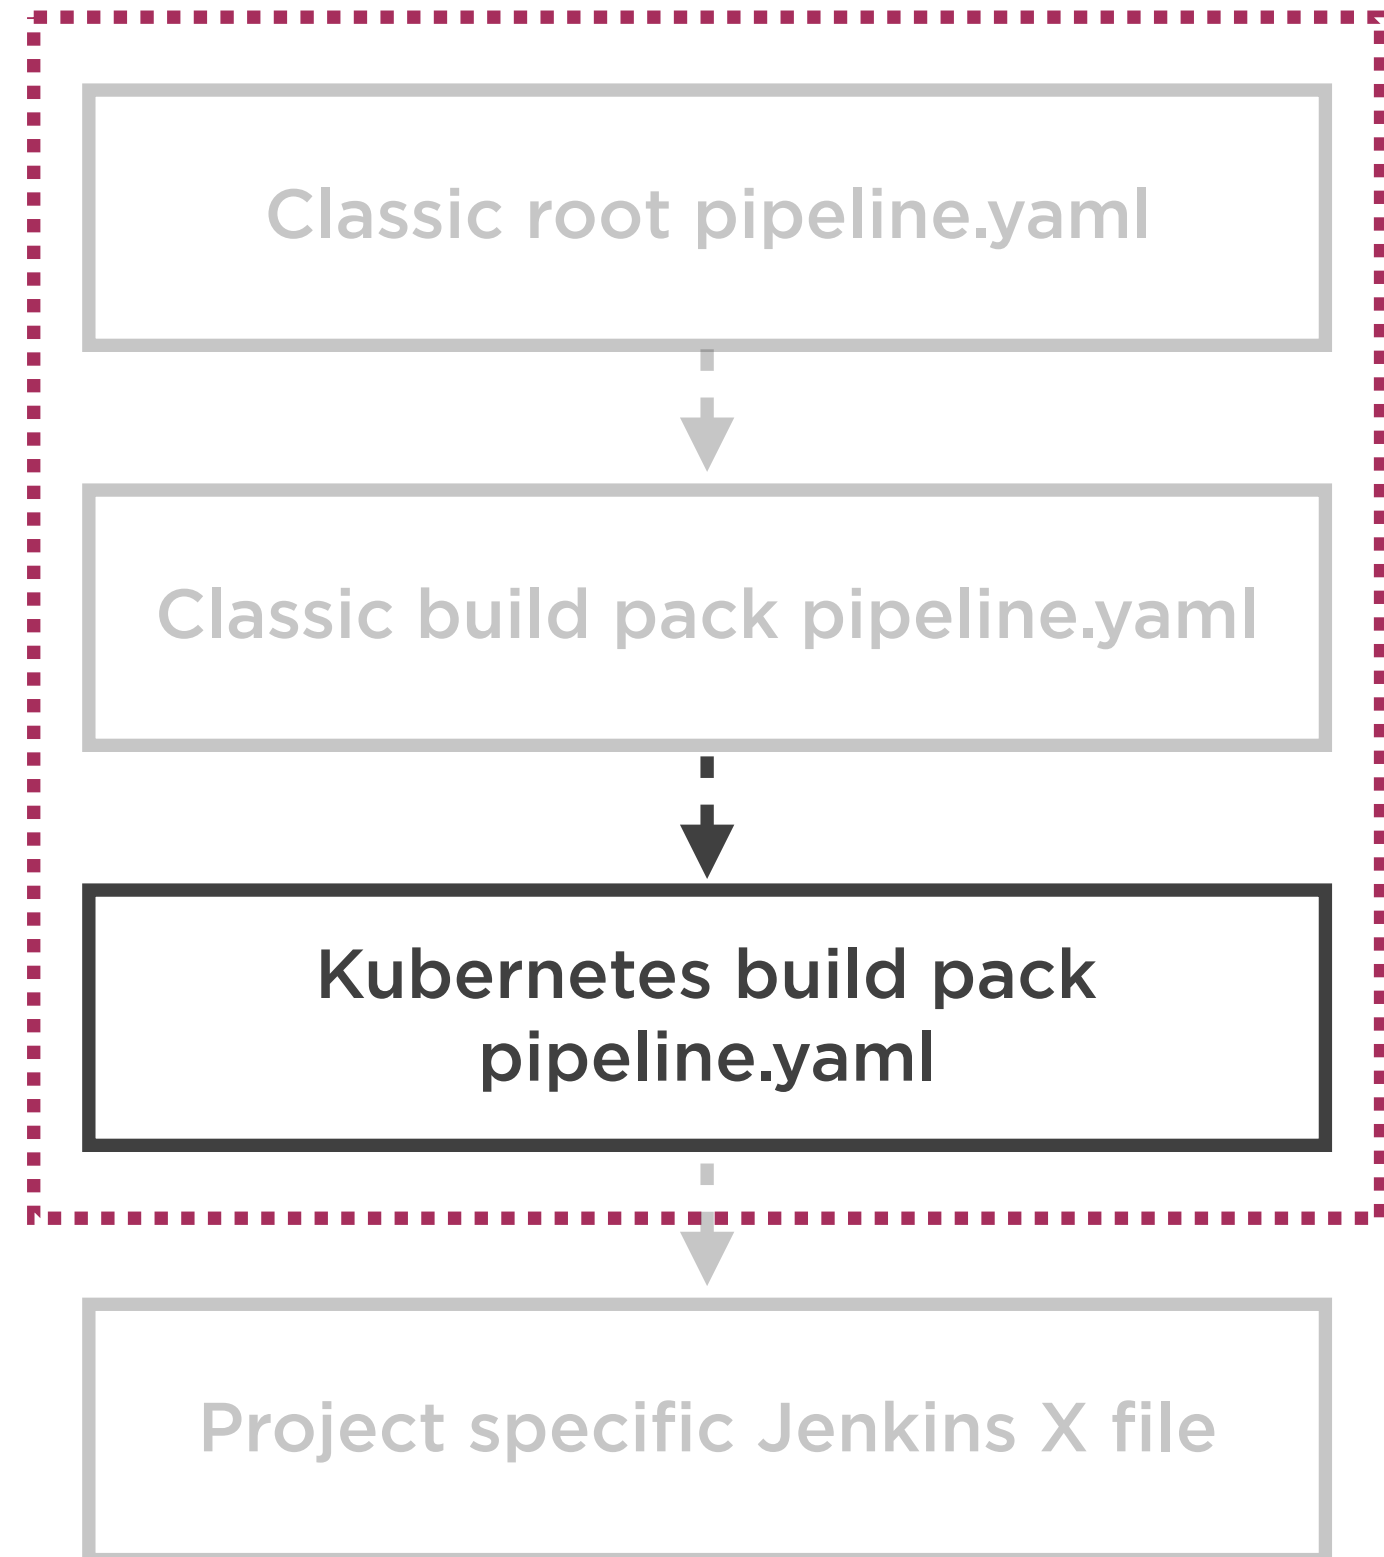 Classic root pipeline.yaml
Classic build pack pipeline.yaml
Kubernetes build pack
pipeline.yaml
Project specific Jenkins X file